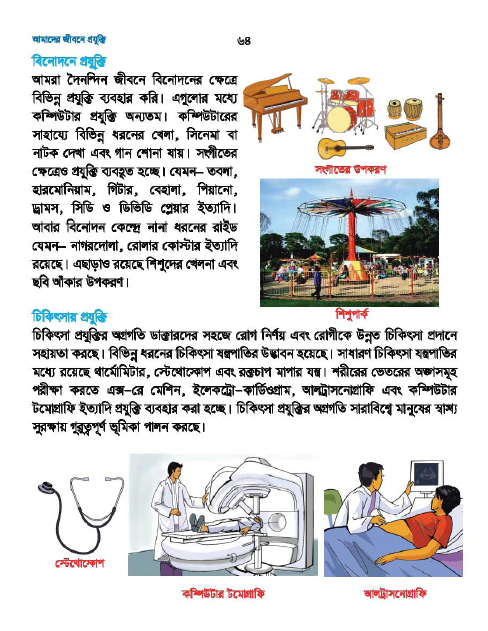 আমাদের জীবনে প্রযুক্তি
৬৪
বিনোদনে প্রযুক্তি
আমরা দৈনন্দিন জীবনে বিনোদনের ক্ষেত্রে
বিভিন্ন প্রযুক্তি ব্যবহার করি। এগুলোর মধ্যে
কম্পিউটার প্রযুক্তি অন্যতম। কম্পিউটারের
সাহায্যে বিভিন্ন ধরনের খেলা, সিনেমা বা
নাটক দেখা এবং গান শোনা যায়। সংগীতের
ক্ষেত্রেও প্রযুক্তি ব্যবহৃত হচ্ছে। যেমন– তবলা,
হারমোনিয়াম, গিটার, বেহালা, পিয়ানো,
ড্রামস, সিডি ও ডিভিডি প্লেয়ার ইত্যাদি।
আবার বিনোদন কেন্দ্রে নানা ধরনের রাইড
যেমন– নাগরদোলা, রোলার কোস্টার ইত্যাদি
রয়েছে। এছাড়াও রয়েছে শিশুদের খেলনা এবং
ছবি আঁকার উপকরণ।
সংগীতের উপকরণ
শিশুপার্ক
চিকিৎসায় প্রযুক্তি
চিকিৎসা প্রযুক্তির অগ্রগতি ডাক্তারদের সহজে রোগ নির্ণয় এবং রোগীকে উন্নত চিকিৎসা প্রদানে
সহায়তা করছে। বিভিন্ন ধরনের চিকিৎসা যন্ত্রপাতির উদ্ভাবন হয়েছে। সাধারণ চিকিৎসা যন্ত্রপাতির
মধ্যে রয়েছে থার্মোমিটার, স্টেথোস্কোপ এবং রক্তচাপ মাপার যন্ত্র। শরীরের ভেতরের অঙ্গসমূহ
পরীক্ষা করতে এক্স–রে মেশিন, ইলেকট্রো–কার্ডিওগ্রাম, আলট্রাসনোগ্রাফি এবং কম্পিউটার
টমোগ্রাফি ইত্যাদি প্রযুক্তি ব্যবহার করা হচ্ছে। চিকিৎসা প্রযুক্তির অগ্রগতি সারাবিশ্বে মানুষের স্বাস্থ্য
সুরক্ষায় গুরুত্বপূর্ণ ভূমিকা পালন করছে।
স্টেথোস্কোপ
কম্পিউটার টমোগ্রাফি
আলট্রাসনোগ্রাফি